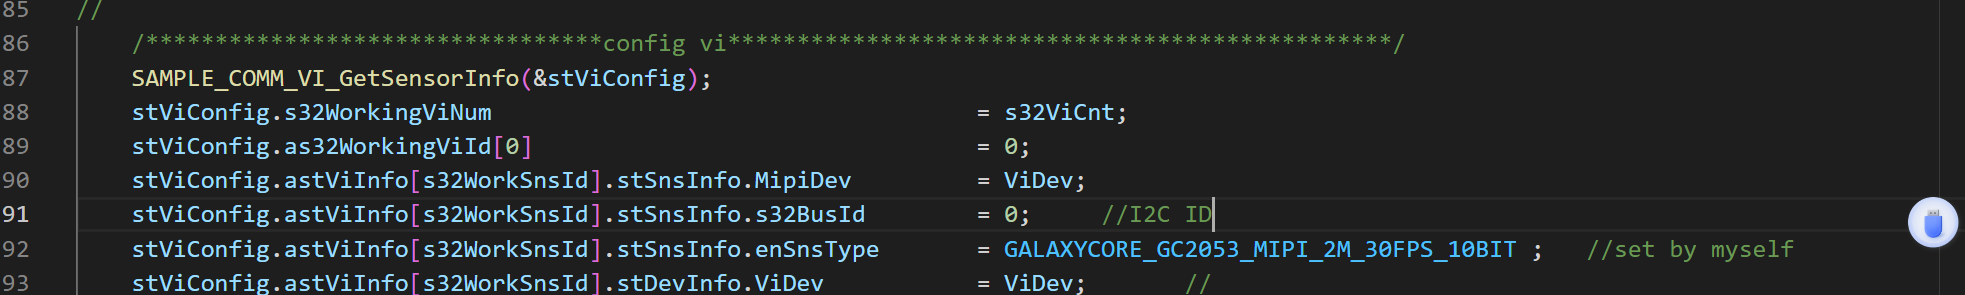 85 //
86 /*********************************config vi************************************************/
87 SAMPLE_COMM_VI_GetSensorInfo(&stViConfig);
88 stViConfig.s32WorkingViNum = s32ViCnt;
89 stViConfig.as32WorkingViId[0] = 0;
90 stViConfig.astViInfo[s32WorkSnsId].stSnsInfo.MipiDev = ViDev;
91 stViConfig.astViInfo[s32WorkSnsId].stSnsInfo.s32BusId = 0; //I2C ID
92 stViConfig.astViInfo[s32WorkSnsId].stSnsInfo.enSnsType = GALAXYCORE_GC2053_MIPI_2M_30FPS_10BIT ; //set by myself
93 stViConfig.astViInfo[s32WorkSnsId].stDevInfo.ViDev = ViDev; //